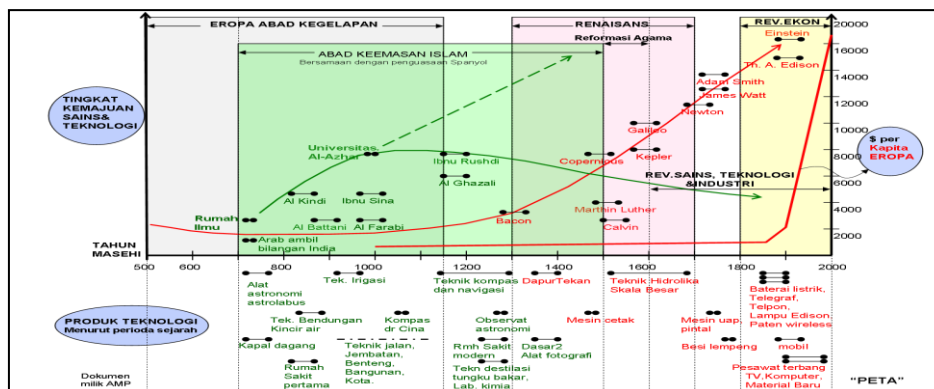 EROPA ABAD KEGELAPAN
RENAISANS
REV.EKON
20000
Reformasi Agama
Einstein
ABAD KEEMASAN ISLAM
Bersamaan dengan penguasaan Spanyol
16000
Th. A. Edison
TINGKAT
KEMAJUAN
SAINS&
TEKNOLOGI
Adam Smith
14000
James Watt
12000
Newton
Galileo
10000
Universitas
Al-Azhar
Ibnu Rushdi
Copernicus
Kepler
8000
$ per
Kapita
EROPA
Al Ghazali
REV.SAINS, TEKNOLOGI
&INDUSTRI
6000
Al Kindi
Ibnu Sina
Marthin Luther
4000
Rumah
Ilmu
Al Battani
Al Farabi
Bacon
Calvin
2000
Arab ambil
bilangan India
TAHUN
MASEHI
500
800
1000
1200
1400
1600
1800
2000
Alat
astronomi
astrolabus
Tek. Irigasi
Teknik kompas
dan navigasi
DapurTekan
Teknik Hidrolika
Skala Besar
Baterai listrik,
Telegraf,
Telpon,
Lampu Edison,
Paten wireless
PRODUK TEKNOLOGI
Menurut perioda sejarah
Tek. Bendungan
Kincir air
Kompas
dr Cina
Observat
astronomi
Mesin cetak
Mesin uap,
pintal
Kapal dagang
Teknik jalan,
Jembatan,
Benteng,
Bangunan,
Kota.
Rmh Sakit
modern
Dasar2
Alat fotografi
Besi lempeng
mobil
Rumah
Sakit
pertama
Tekn destilasi
tungku bakar,
Lab. kimia
Pesawat terbang
TV,Komputer,
Material Baru
Dokumen
milik AMP
"PETA"